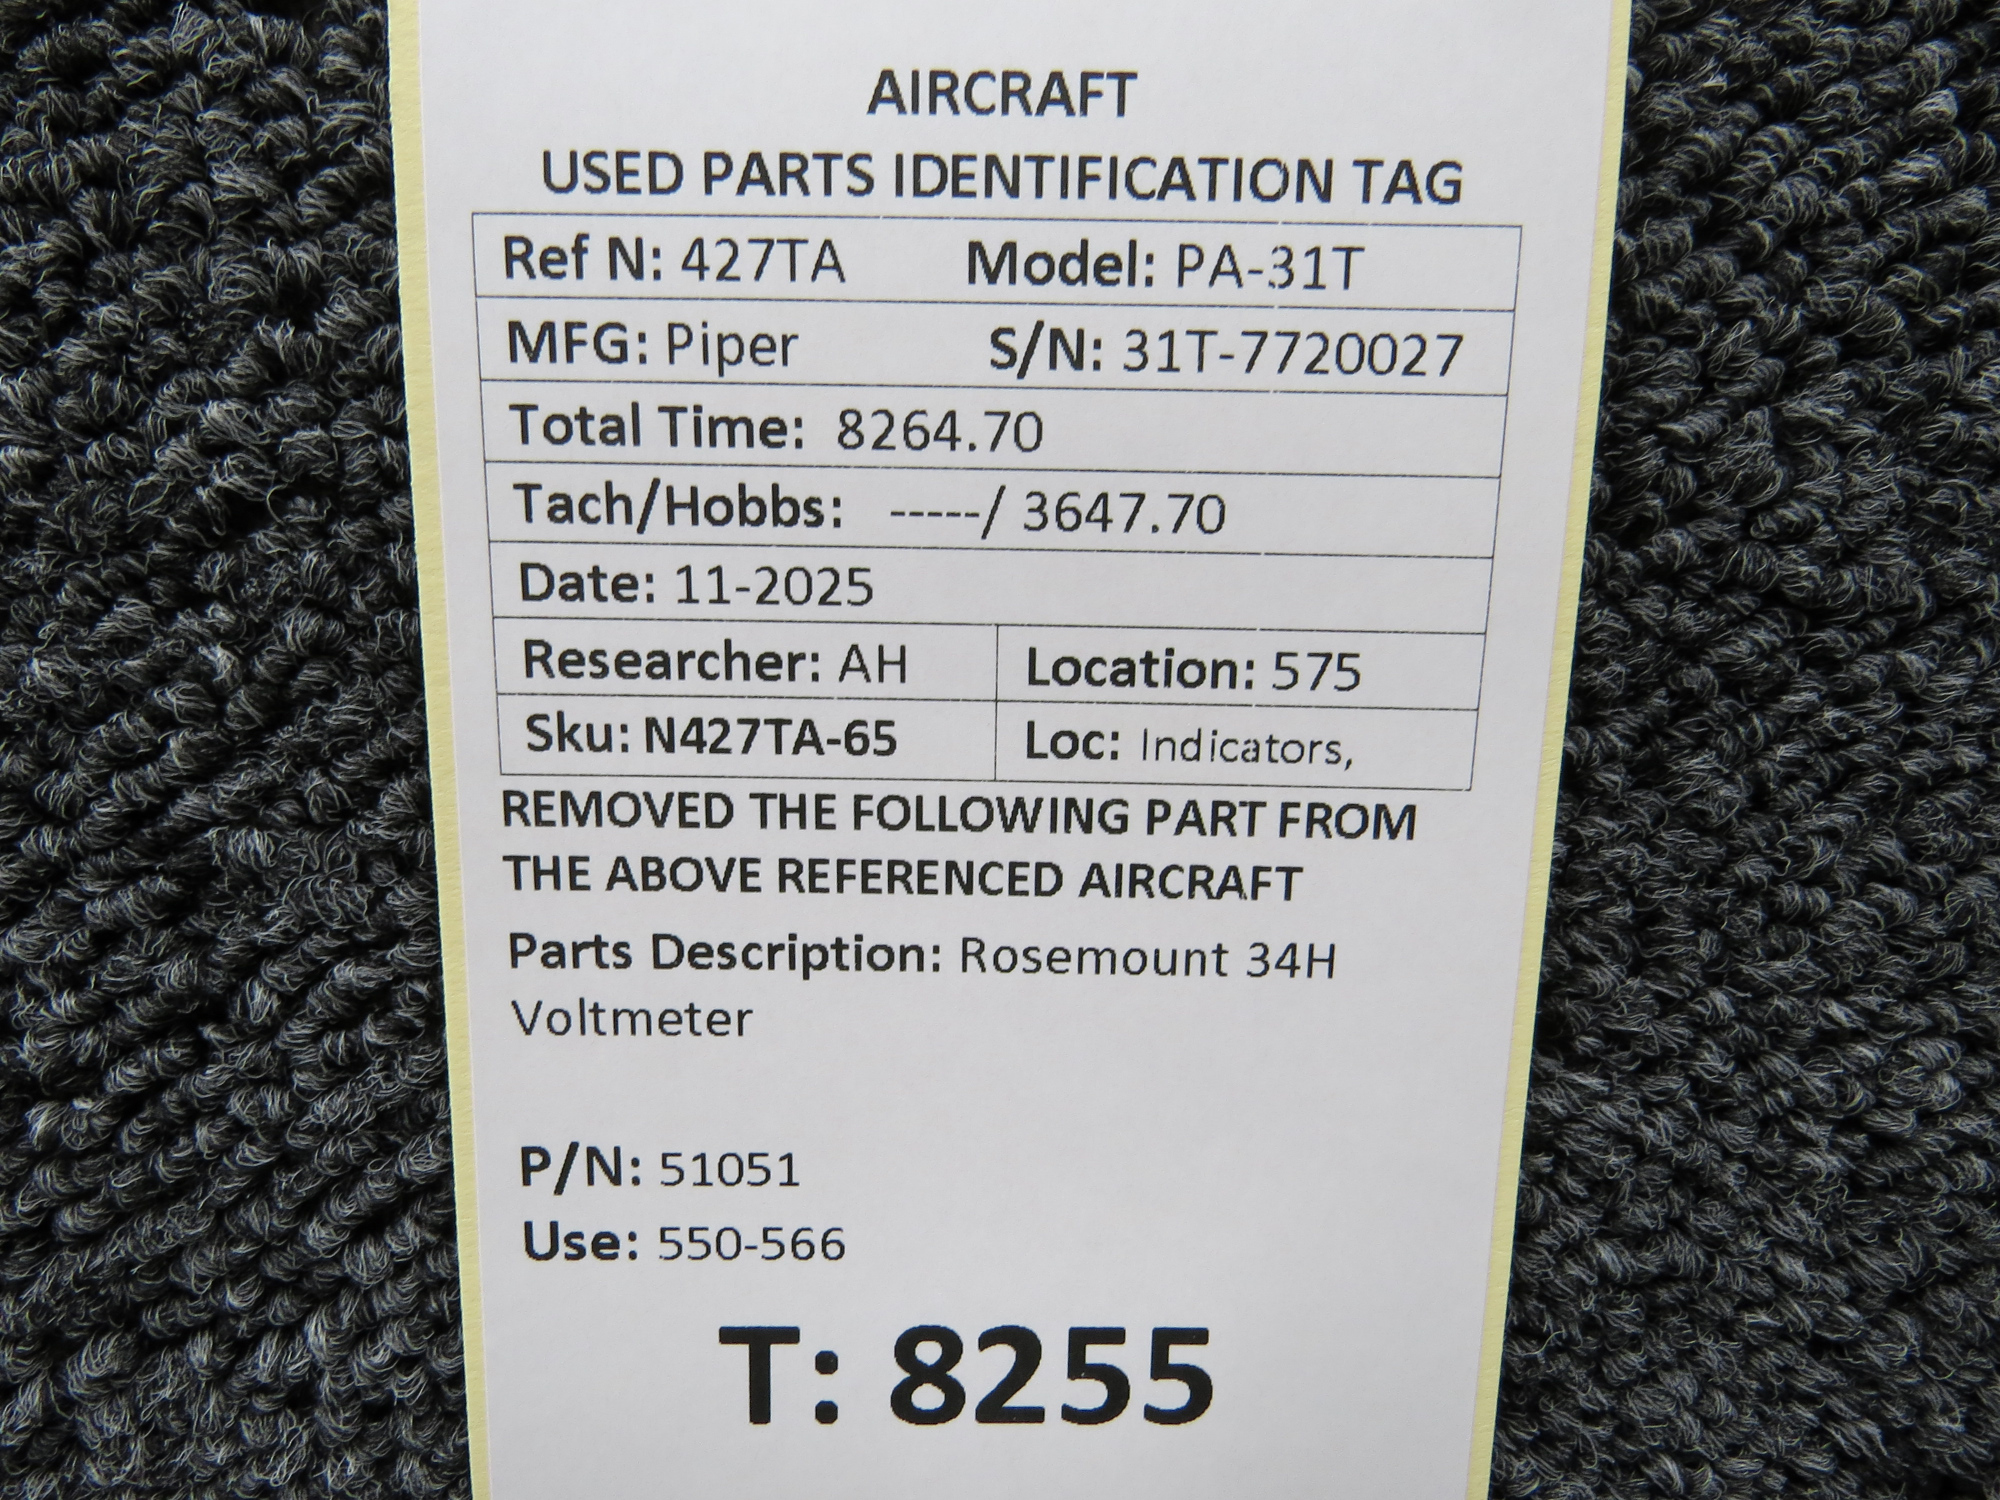 AIRCRAFT
USED PARTS IDENTIFICATION TAG
Ref N: 427TA Model: PA-31T
MFG: Piper S/N: 31T-7720027
Total Time: 8264.70
Tach/Hobbs: -----/ 3647.70
Date: 11-2025
Researcher: AH Location: 575
Sku: N427TA-65 Loc: Indicators,
REMOVED THE FOLLOWING PART FROM
THE ABOVE REFERENCED AIRCRAFT
Parts Description: Rosemount 34H
Voltmeter
P/N: 51051
Use: 550-566
T: 8255